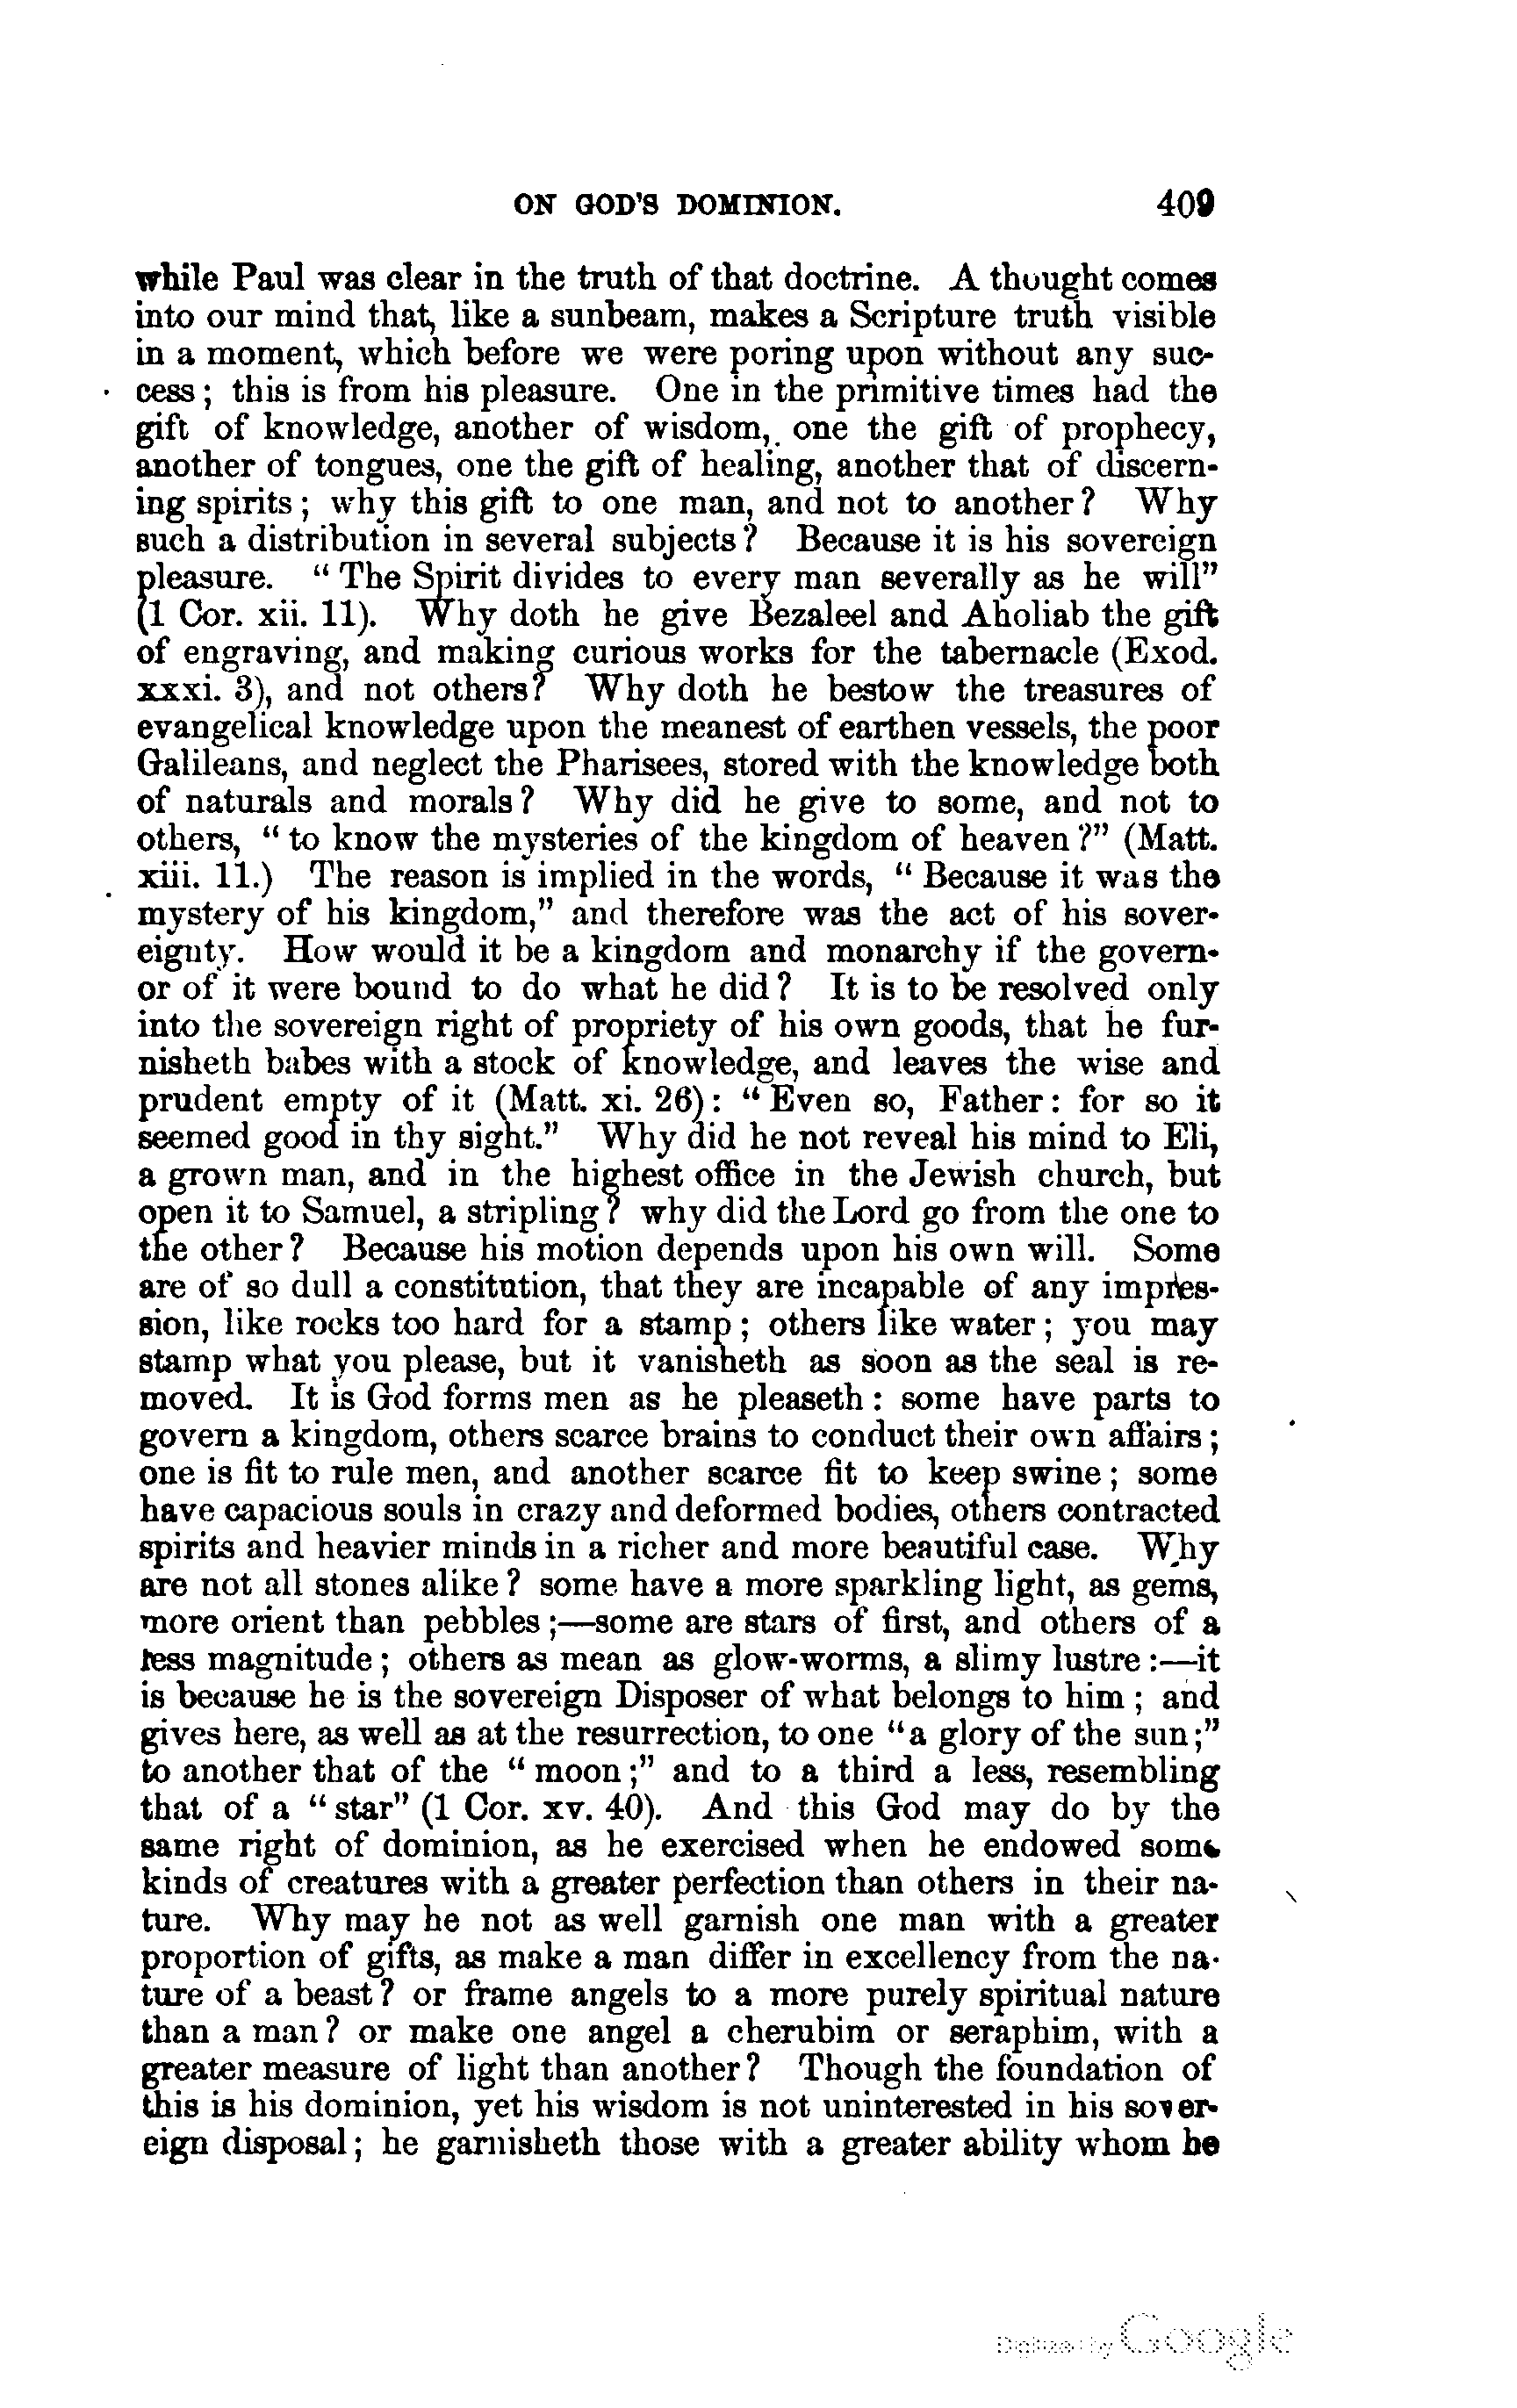 ON GOD'S DOMINION. 409
while Paul was clear in the truth of that doctrine. A thought comes
into our mind that, like a sunbeam, makes a Scripture truth visible
in a moment, which before we were poring upon without any suc-
cess; this is from his pleasure. One in the primitive times had the
gift of knowledge, another of wisdom, one the gift of prophecy,
another of tongues, one the gift of healing, another that of discern-
ing spirits; why this gift to one man, and not to another? Why
such a distribution in several subjects? Because it is his sovereign
pleasure. "The Spirit divides to every man severally as he will"
(1 Cor. xii. 11). Why doth he give Bezaleel and Aholiab the gift
of engraving, and making curious works for the tabernacle (Exod.
xxxi. 3), and not others? Why doth he bestow the treasures of
evangelical knowledge upon the meanest of earthen vessels, the poor
Galileans, and neglect the Pharisees, stored with the knowledge both
of naturals and morals? Why did he give to some, and not to
others, "to know the mysteries of the kingdom of heaven?" (Matt.
xiii. 11.) The reason is implied in the words, "Because it was the
mystery of his kingdom," and therefore was the act of his sover-
eignty. How would it be a kingdom and monarchy if the govern-
or of it were bound to do what he did? It is to be resolved only
into the sovereign right of propriety of his own goods, that he fur-
nisheth babes with a stock of knowledge, and leaves the wise and
prudent empty of it (Matt. xi. 26): "Even so, Father: for so it
seemed good in thy sight." Why did he not reveal his mind to Eli,
a grown man, and in the highest office in the Jewish church, but
open it to Samuel, a stripling? why did the Lord go from the one to
the other? Because his motion depends upon his own will. Some
are of so dull a constitution, that they are incapable of any impres-
sion, like rocks too hard for a stamp; others like water; you may
stamp what you please, but it vanisheth as soon as the seal is re-
moved. It is God forms men as he pleaseth: some have parts to
govern a kingdom, others scarce brains to conduct their own affairs;
one is fit to rule men, and another scarce fit to keep swine; some
have capacious souls in crazy and deformed bodies, others contracted
spirits and heavier minds in a richer and more beautiful case. Why
are not all stones alike? some have a more sparkling light, as gems,
more orient than pebbles;—some are stars of first, and others of a
less magnitude; others as mean as glow-worms, a slimy lustre:—it
is because he is the sovereign Disposer of what belongs to him; and
gives here, as well as at the resurrection, to one "a glory of the sun;"
to another that of the "moon;" and to a third a less, resembling
that of a "star" (1 Cor. xv. 40). And this God may do by the
same right of dominion, as he exercised when he endowed some
kinds of creatures with a greater perfection than others in their na-
ture. Why may he not as well garnish one man with a greater
proportion of gifts, as make a man differ in excellency from the na-
ture of a beast? or frame angels to a more purely spiritual nature
than a man? or make one angel a cherubim or seraphim, with a
greater measure of light than another? Though the foundation of
this is his dominion, yet his wisdom is not uninterested in his sover-
eign disposal; he garnisheth those with a greater ability whom he
Digitized by Google